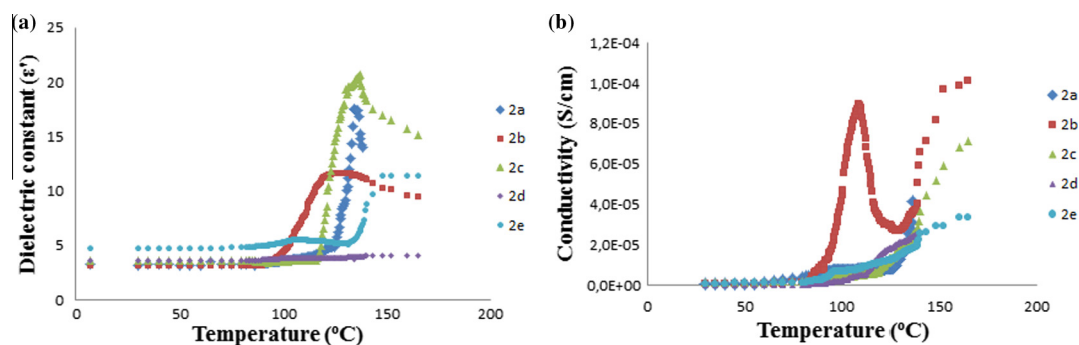 (a)
25
20
15
10
5
0
0
50
100
150
200
Dielectric constant (ε')
Temperature (ºC)
2a
2b
2c
2d
2e
(b)
1,2E-04
1,0E-04
8,0E-05
6,0E-05
4,0E-05
2,0E-05
0,0E+00
0
50
100
150
200
Conductivity (S/cm)
Temperature (ºC)
2a
2b
2c
2d
2e